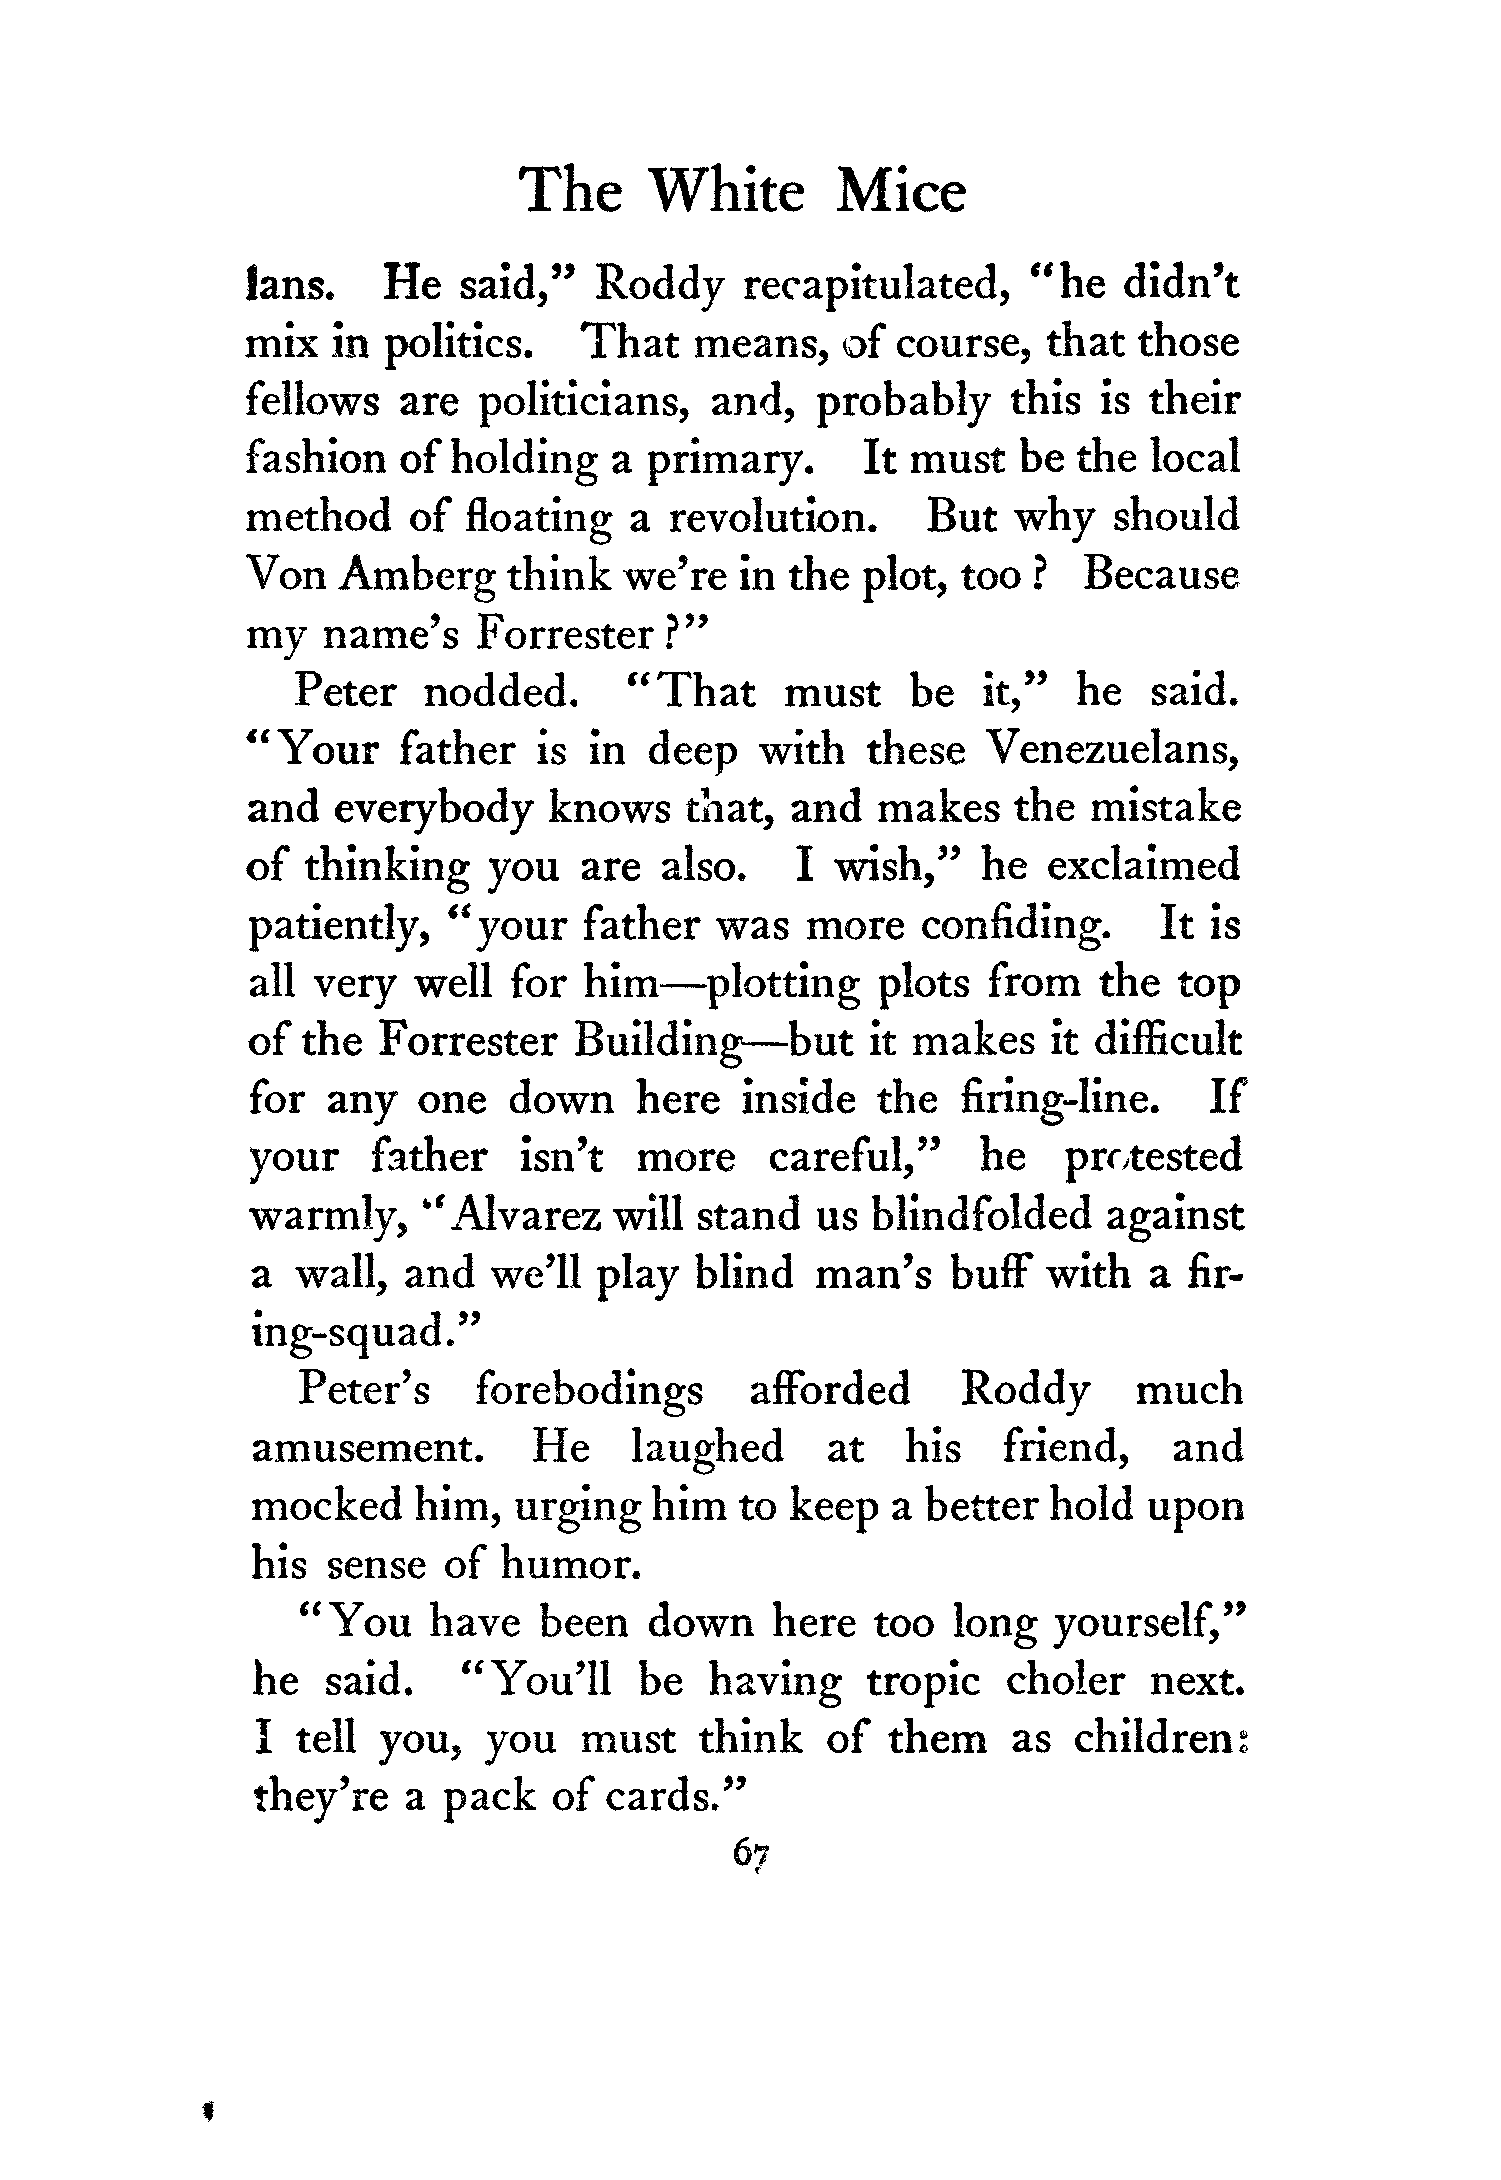 The White Mice
lans. He said,” Roddy recapitulated, “he didn’t
mix in politics. That means, of course, that those
fellows are politicians, and, probably this is their
fashion of holding a primary. It must be the local
method of floating a revolution. But why should
Von Amberg think we’re in the plot, too? Because
my name’s Forrester?”
Peter nodded. “That must be it,” he said.
“Your father is in deep with these Venezuelans,
and everybody knows that, and makes the mistake
of thinking you are also. I wish,” he exclaimed
patiently, “your father was more confiding. It is
all very well for him—plotting plots from the top
of the Forrester Building—but it makes it difficult
for any one down here inside the firing-line. If
your father isn’t more careful,” he protested
warmly, “Alvarez will stand us blindfolded against
a wall, and we’ll play blind man’s buff with a fir-
ing-squad.”
Peter’s forebodings afforded Roddy much
amusement. He laughed at his friend, and
mocked him, urging him to keep a better hold upon
his sense of humor.
“You have been down here too long yourself,”
he said. “You’ll be having tropic choler next.
I tell you, you must think of them as children:
they’re a pack of cards.”
67